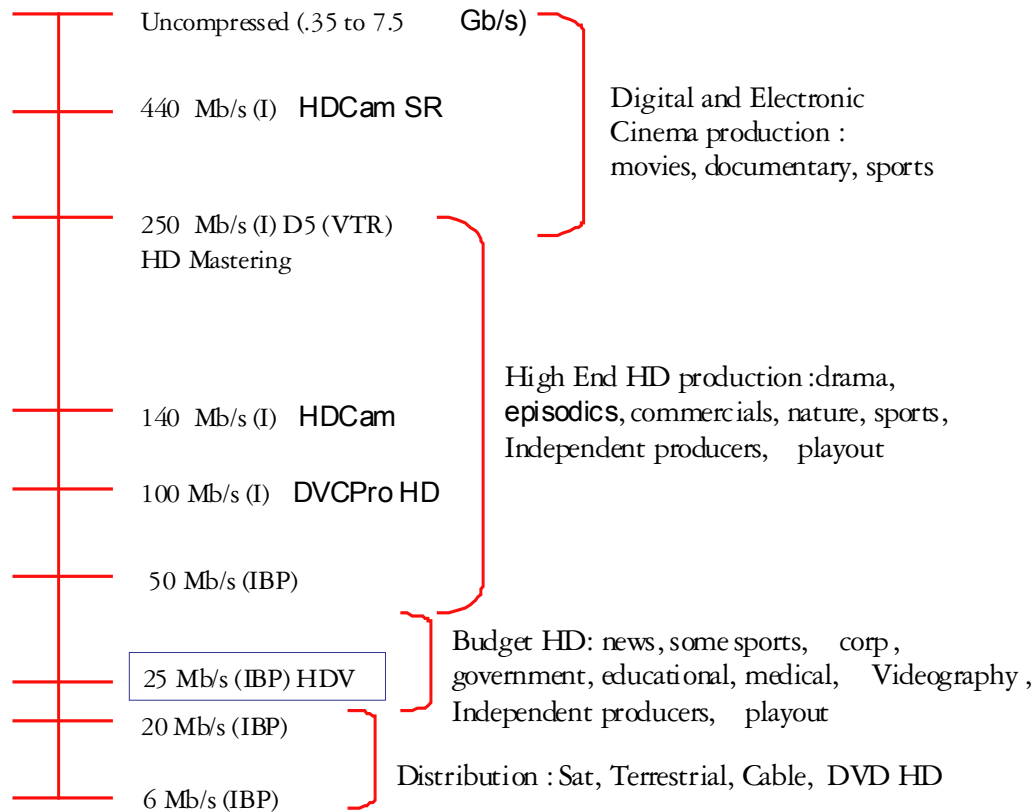 Uncompressed (.35 to 7.5 Gb/s)
440 Mb/s (I) HDCam SR
Digital and Electronic
Cinema production :
movies, documentary, sports
250 Mb/s (I) D5 (VTR)
HD Mastering
High End HD production :drama,
episodics, commercials, nature, sports,
Independent producers, playout
140 Mb/s (I) HDCam
100 Mb/s (I) DVCPro HD
50 Mb/s (IBP)
Budget HD: news, some sports, corp,
government, educational, medical, Videography ,
Independent producers, playout
25 Mb/s (IBP) HDV
20 Mb/s (IBP)
Distribution : Sat, Terrestrial, Cable, DVD HD
6 Mb/s (IBP)